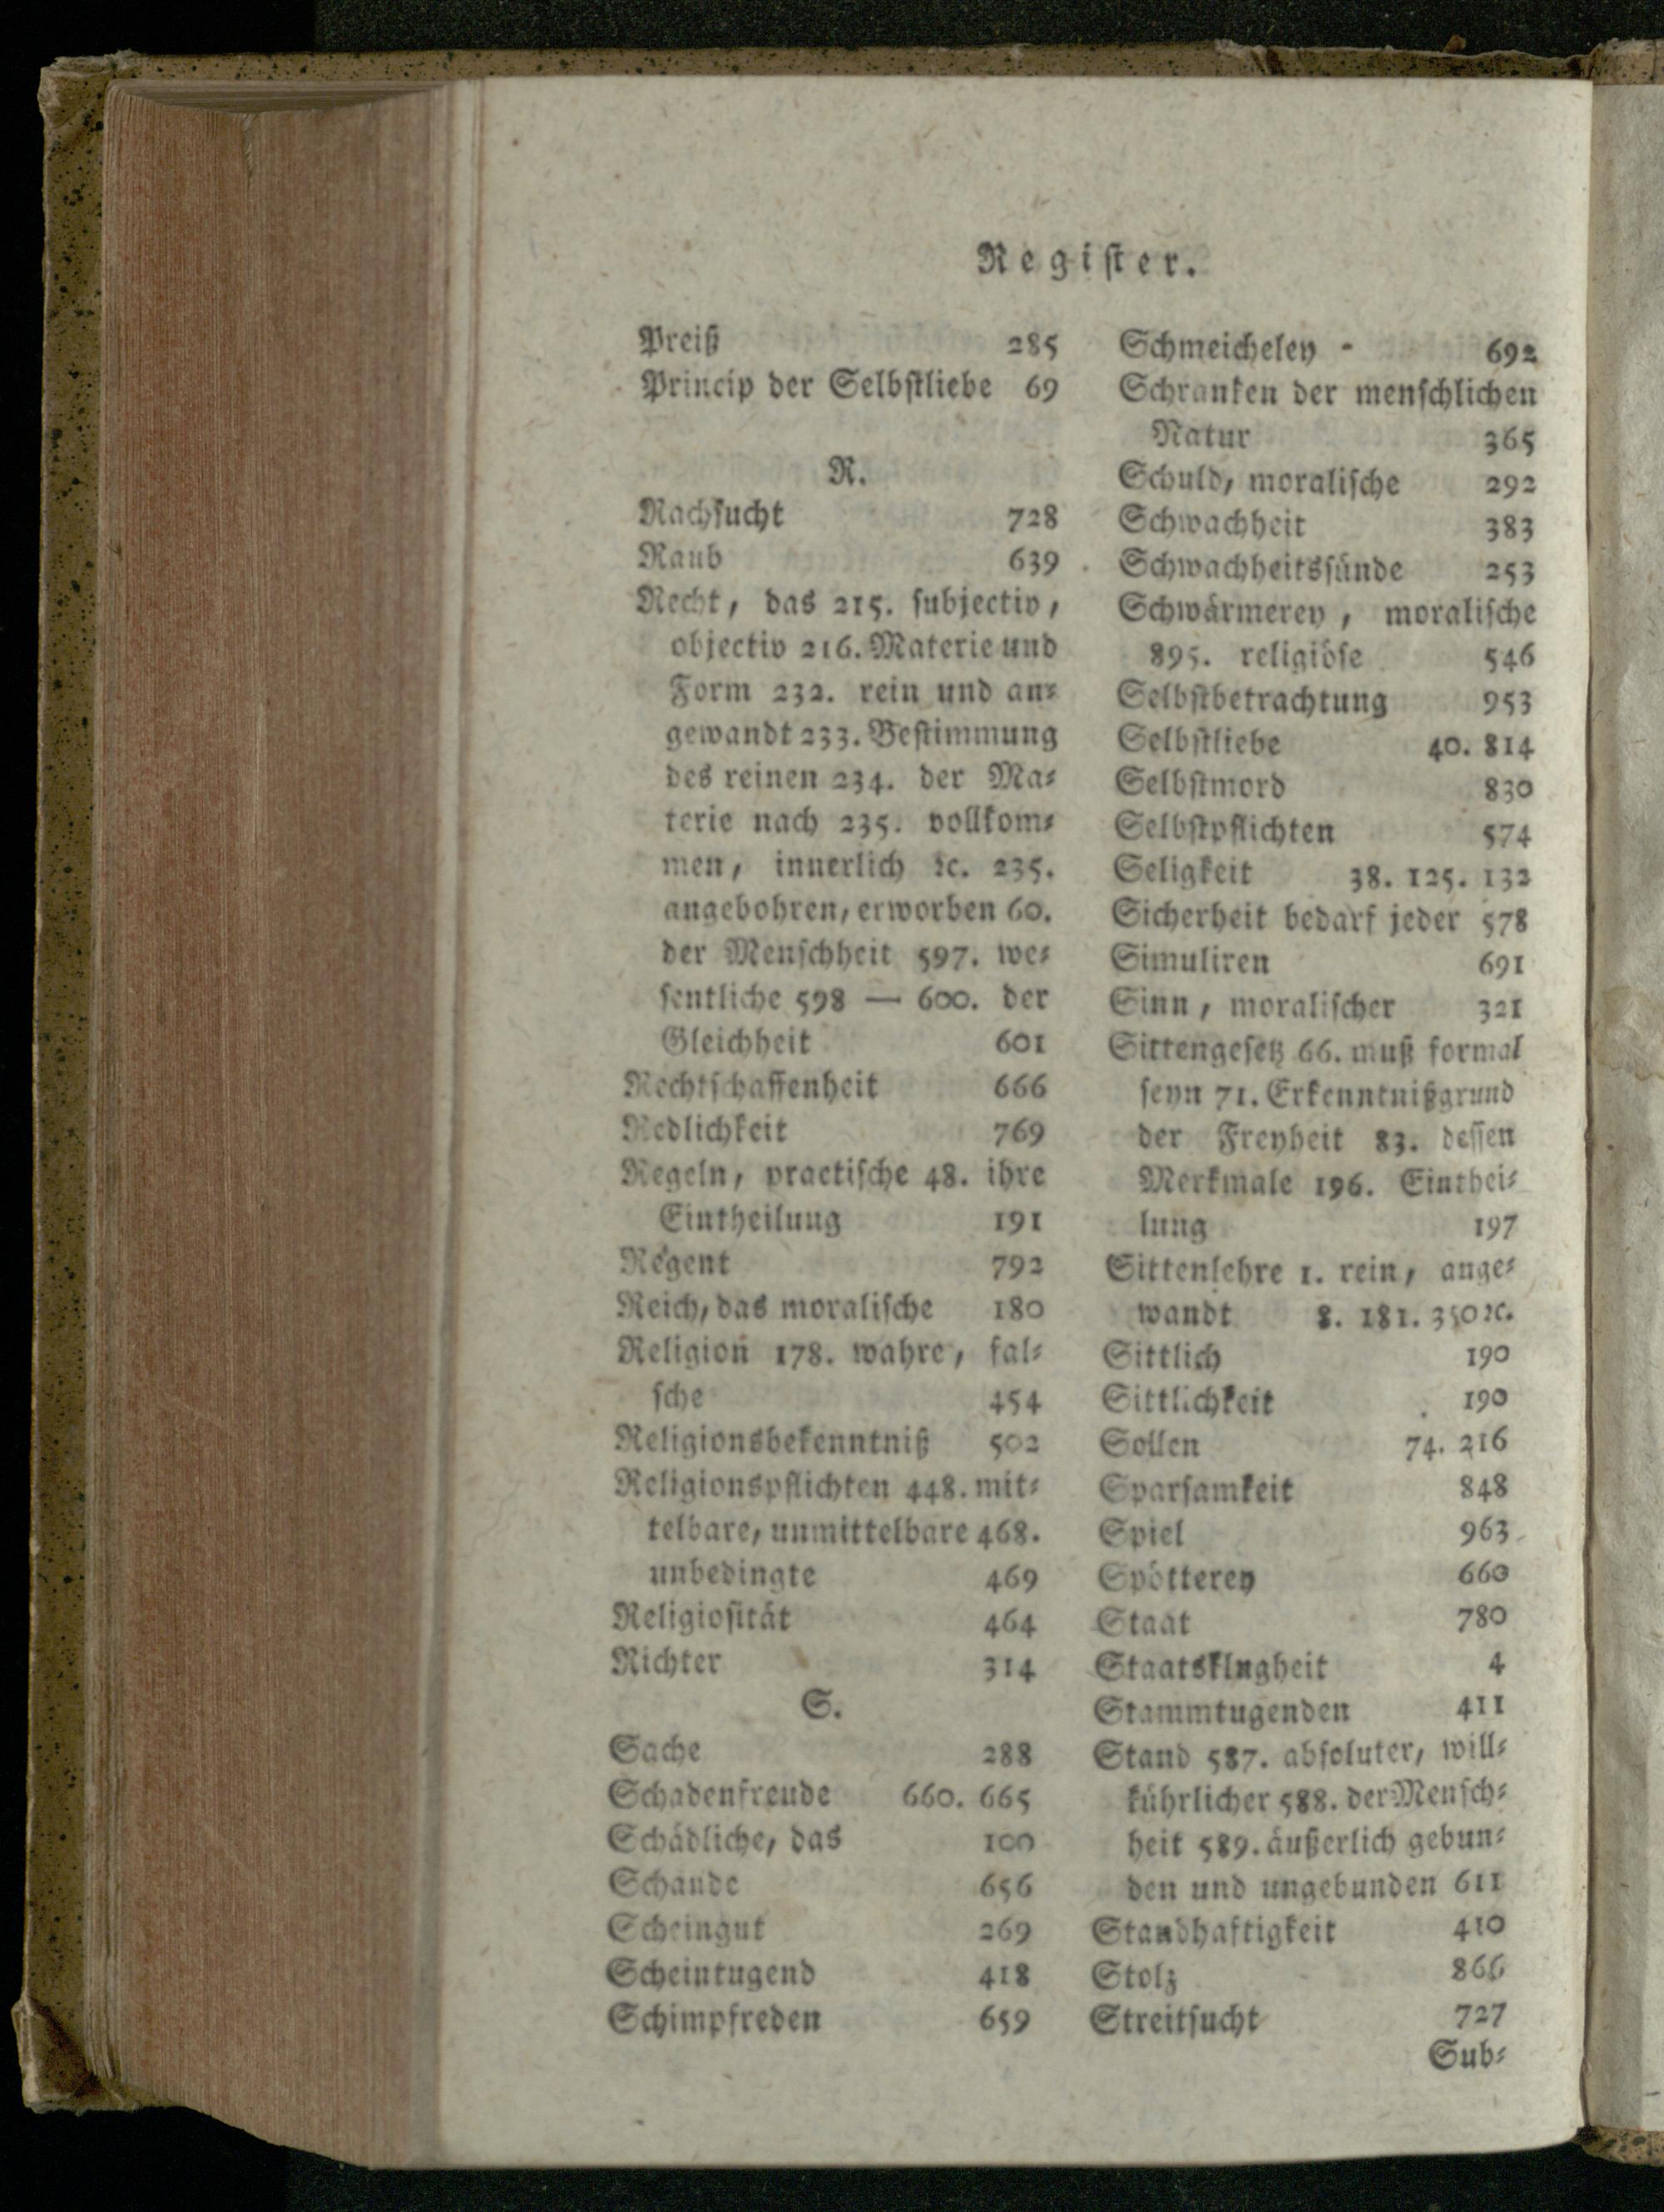 Register.
Preiß 285
Princip der Selbstliebe 69
R.
Rachsucht 728
Raub 639
Recht, das 215. subjectiv,
objectiv 216. Materie und
Form 232. rein und an⸗
gewandt 233. Bestimmung
des reinen 234. der Ma⸗
terie nach 235. vollkom⸗
men, innerlich ꝛc. 235.
angebohren, erworben 60.
der Menschheit 597. we⸗
sentliche 598 — 600. der
Gleichheit 601
Rechtschaffenheit 666
Redlichkeit 769
Regeln, practische 48. ihre
Eintheilung 191
Regent 792
Reich, das moralische 180
Religion 178. wahre, fal⸗
sche 454
Religionsbekenntniß 502
Religionspflichten 448. mit⸗
telbare, unmittelbare 468.
unbedingte 469
Religiosität 464
Richter 314
S.
Sache 288
Schadenfreude 660. 665
Schädliche, das 100
Schande 656
Scheingut 269
Scheintugend 418
Schimpfreden 659
Schmeicheley - 692
Schranken der menschlichen
Natur 365
Schuld, moralische 292
Schwachheit 383
Schwachheitssünde 253
Schwärmerey, moralische
895. religiöse 546
Selbstbetrachtung 953
Selbstliebe 40. 814
Selbstmord 830
Selbstpflichten 574
Seligkeit 38. 125. 132
Sicherheit bedarf jeder 578
Simuliren 691
Sinn, moralischer 321
Sittengesetz 66. muß formal
seyn 71. Erkenntnißgrund
der Freyheit 83. dessen
Merkmale 196. Einthei⸗
lung 197
Sittenlehre 1. rein, ange⸗
wandt 8. 181. 350 ꝛc.
Sittlich 190
Sittlichkeit 190
Sollen 74. 216
Sparsamkeit 848
Spiel 963
Spötterey 660
Staat 780
Staatsklugheit 4
Stammtugenden 411
Stand 587. absoluter, will⸗
kührlicher 588. der Mensch⸗
heit 589. äußerlich gebun⸗
den und ungebunden 611
Standhaftigkeit 410
Stolz 866
Streitsucht 727
Sub⸗